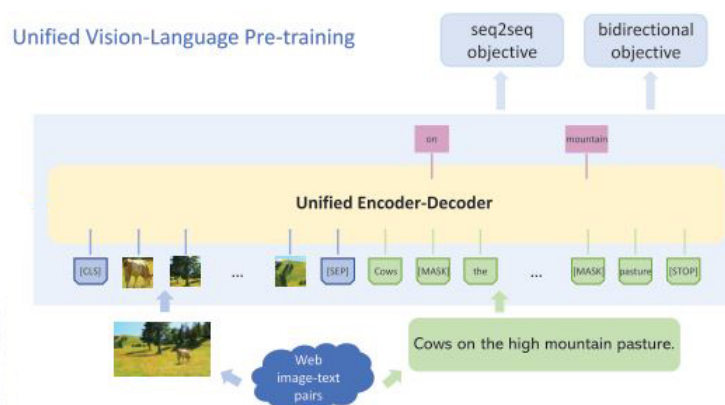 Unified Vision-Language Pre-training
seq2seq
objective
bidirectional
objective
on
mountain
Unified Encoder-Decoder
[CLS]
...
[SEP]
Cows
[MASK]
the
...
[MASK]
pasture
[STOP]
Web
image-text
pairs
Cows on the high mountain pasture.